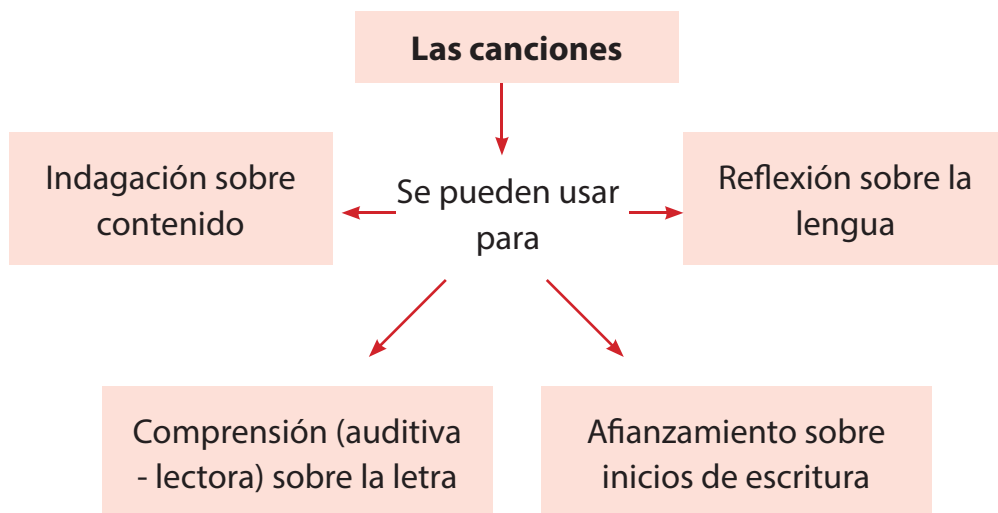 Las canciones
Indagación sobre
contenido
Se pueden usar
para
Reflexión sobre la
lengua
Comprensión (auditiva
- lectora) sobre la letra
Afianzamiento sobre
inicios de escritura